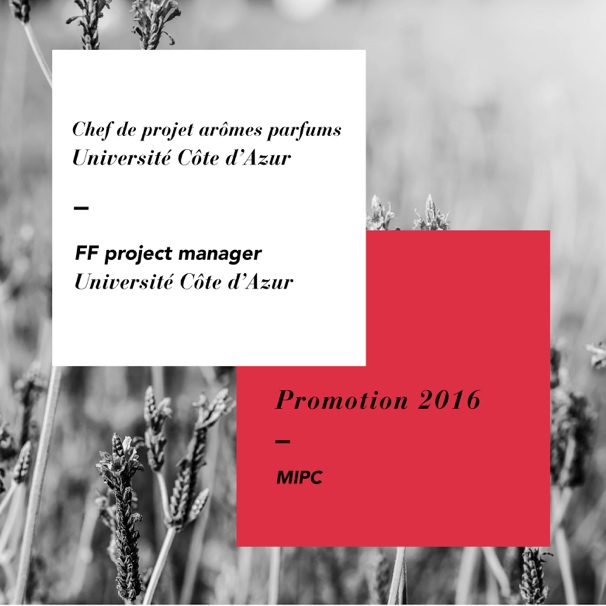 Chef de projet arômes parfums
Université Côte d'Azur
–
FF project manager
Université Côte d'Azur
Promotion 2016
–
MIPC